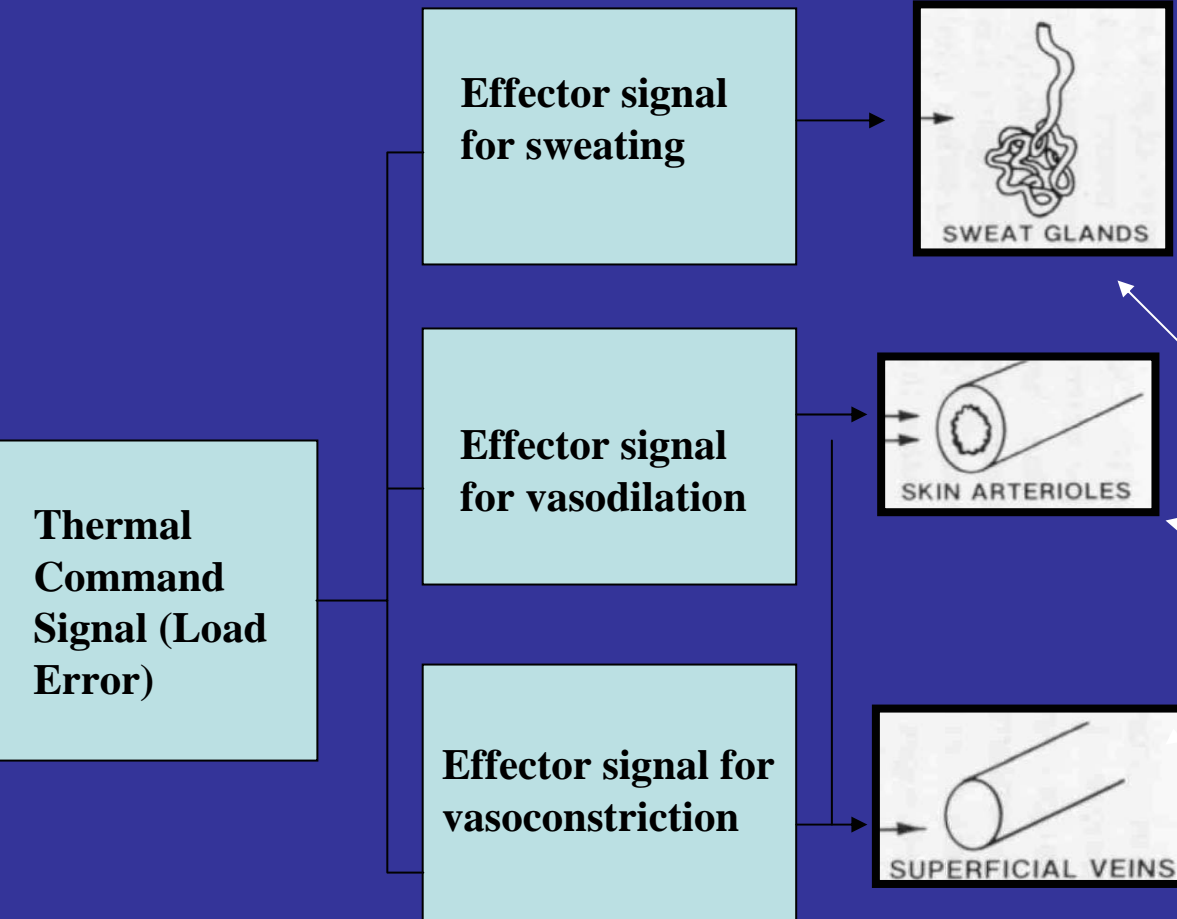 Effector signal
for sweating
SWEAT GLANDS
Effector signal
for vasodilation
SKIN ARTERIOLES
Thermal
Command
Signal (Load
Error)
Effector signal for
vasoconstriction
SUPERFICIAL VEINS